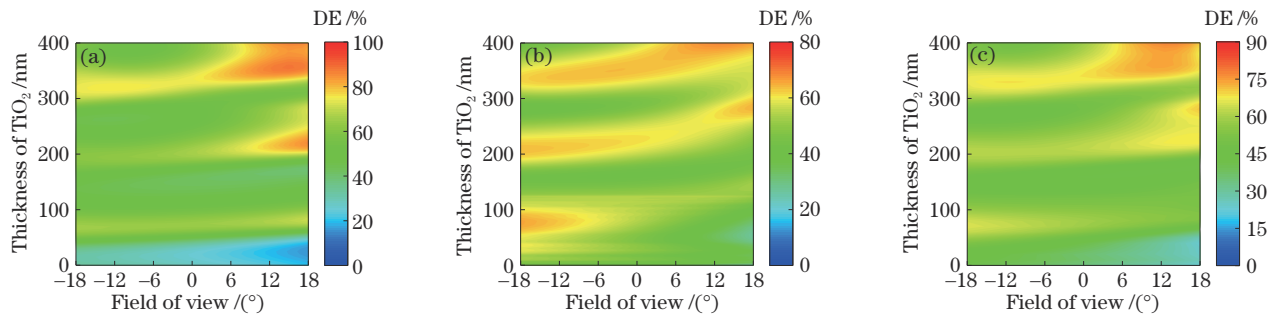 DE /%
(a)
Thickness of TiO₂ /nm
400
300
200
100
0
−18 −12 −6 0 6 12 18
Field of view /(°)
100
80
60
40
20
0
DE /%
(b)
Thickness of TiO₂ /nm
400
300
200
100
0
−18 −12 −6 0 6 12 18
Field of view /(°)
80
60
40
20
0
DE /%
(c)
Thickness of TiO₂ /nm
400
300
200
100
0
−18 −12 −6 0 6 12 18
Field of view /(°)
90
75
60
45
30
15
0